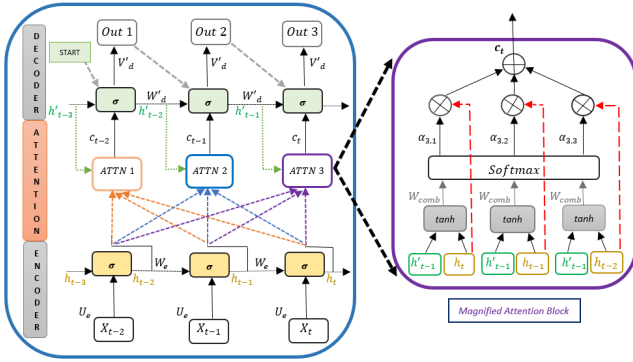 DECODER
ATTENTION
ENCODER
Out 1
Out 2
Out 3
START
V'd
V'd
V'd
σ
W'd
σ
W'd
σ
h't−3
h't−2
h't−1
ct−2
ct−1
ct
ATTN 1
ATTN 2
ATTN 3
σ
We
σ
We
σ
ht−3
ht−2
ht−1
ht
Ue
Ue
Ue
Xt−2
Xt−1
Xt
ct
α3.1
α3.2
α3.3
Softmax
Wcomb
Wcomb
Wcomb
tanh
tanh
tanh
h't−1
ht
h't−1
ht−1
h't−1
ht−2
Magnified Attention Block